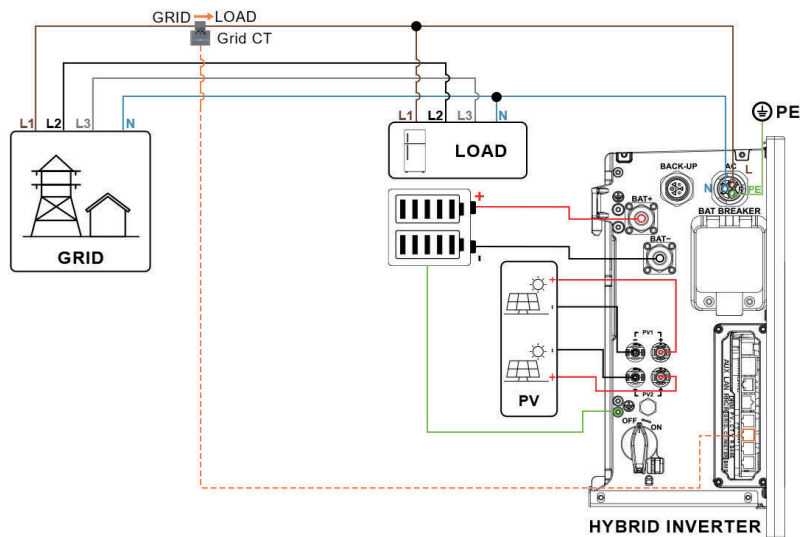 GRID LOAD
Grid CT
L1 L2 L3 N
L1 L2 L3 N
LOAD
GRID
PE
BACK-UP
AC
L
N
PE
BAT+
BAT BREAKER
BAT−
+
-
+
-
-
+
PV
PV1
- +
- +
PV2
OFF
ON
HYBRID INVERTER